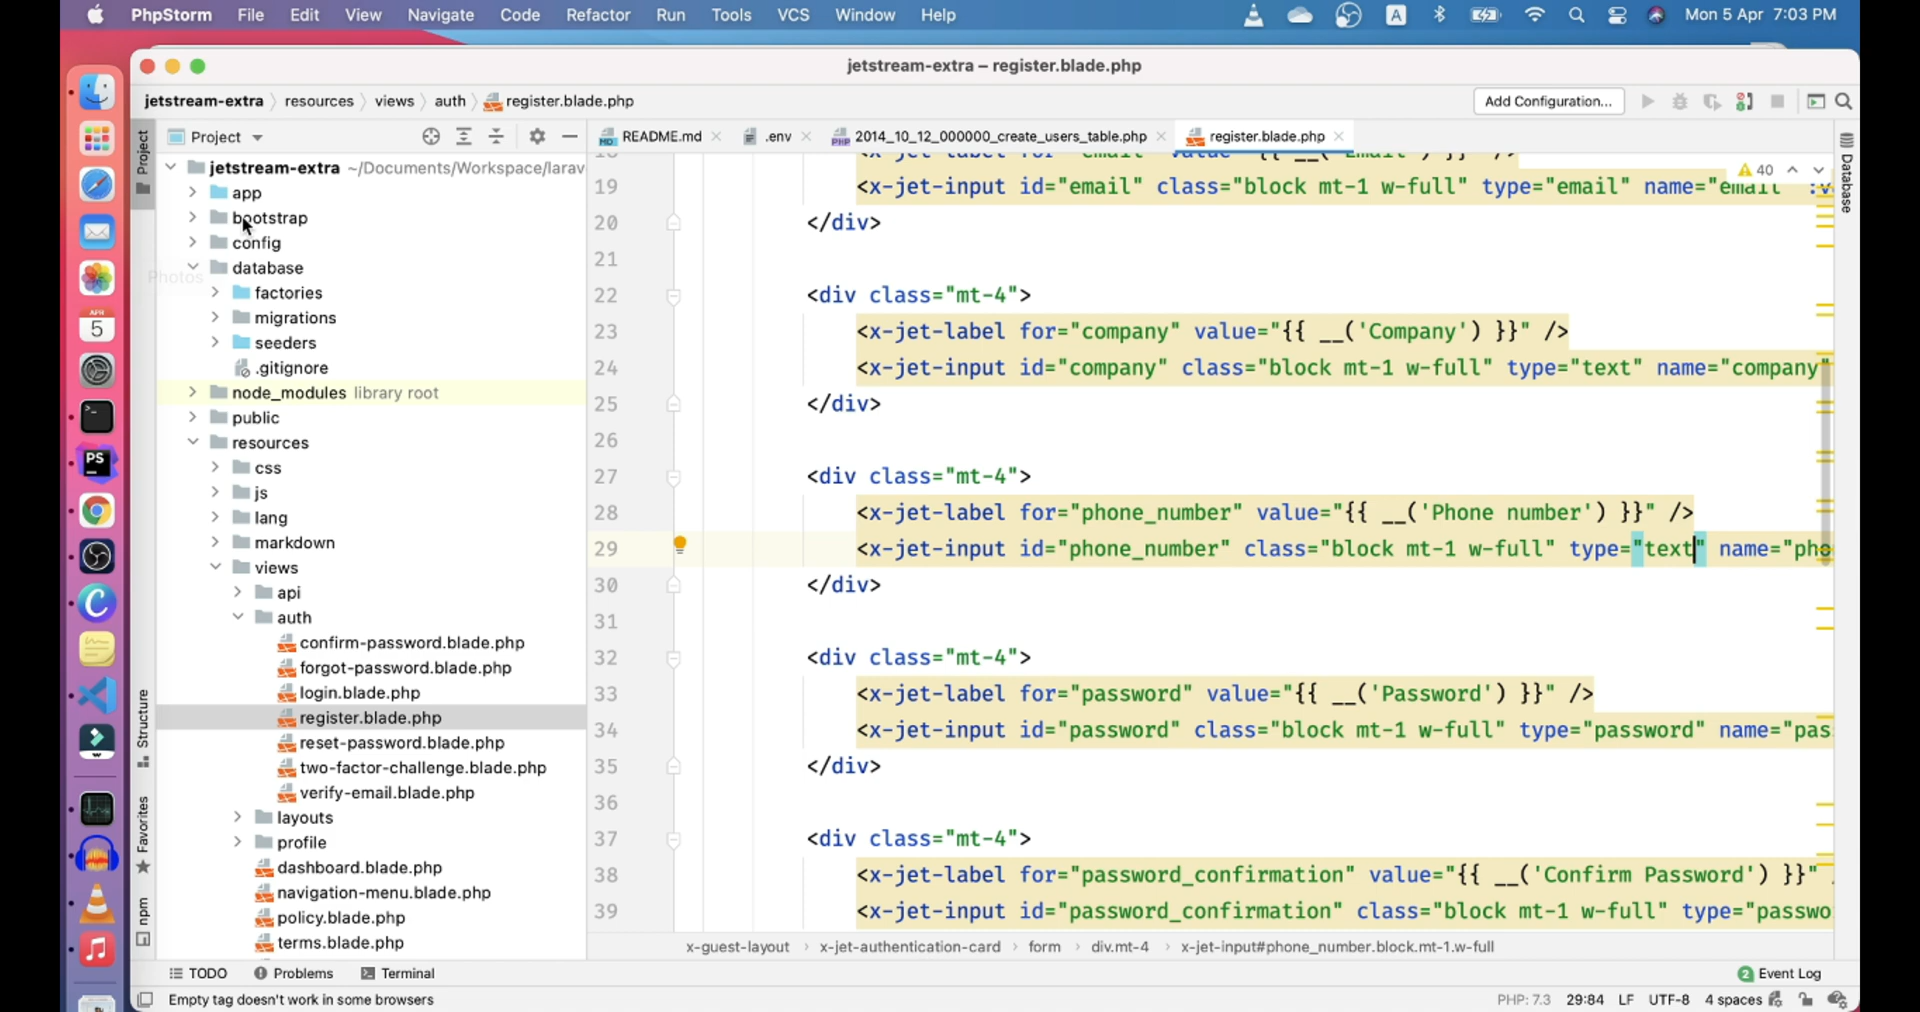 PhpStorm File Edit View Navigate Code Refactor Run Tools VCS Window Help A Mon 5 Apr 7:03 PM
jetstream-extra – register.blade.php
jetstream-extra resources views auth register.blade.php Add Configuration...
Project README.md .env 2014_10_12_000000_create_users_table.php register.blade.php
Project
Structure
Favorites
npm
Database
jetstream-extra ~/Documents/Workspace/larav
app
bootstrap
config
database
Photos
factories
migrations
seeders
.gitignore
node_modules library root
public
resources
css
js
lang
markdown
views
api
auth
confirm-password.blade.php
forgot-password.blade.php
login.blade.php
register.blade.php
reset-password.blade.php
two-factor-challenge.blade.php
verify-email.blade.php
layouts
profile
dashboard.blade.php
navigation-menu.blade.php
policy.blade.php
terms.blade.php
APR
5
PS
40
19 <x-jet-input id="email" class="block mt-1 w-full" type="email" name="email" :v
20 </div>
21
22 <div class="mt-4">
23 <x-jet-label for="company" value="{{ __('Company') }}" />
24 <x-jet-input id="company" class="block mt-1 w-full" type="text" name="company"
25 </div>
26
27 <div class="mt-4">
28 <x-jet-label for="phone_number" value="{{ __('Phone number') }}" />
29 <x-jet-input id="phone_number" class="block mt-1 w-full" type="text" name="pho
30 </div>
31
32 <div class="mt-4">
33 <x-jet-label for="password" value="{{ __('Password') }}" />
34 <x-jet-input id="password" class="block mt-1 w-full" type="password" name="pas
35 </div>
36
37 <div class="mt-4">
38 <x-jet-label for="password_confirmation" value="{{ __('Confirm Password') }}"
39 <x-jet-input id="password_confirmation" class="block mt-1 w-full" type="passwo
x-guest-layout x-jet-authentication-card form div.mt-4 x-jet-input#phone_number.block.mt-1.w-full
TODO Problems Terminal 2 Event Log
Empty tag doesn't work in some browsers PHP: 7.3 29:84 LF UTF-8 4 spaces